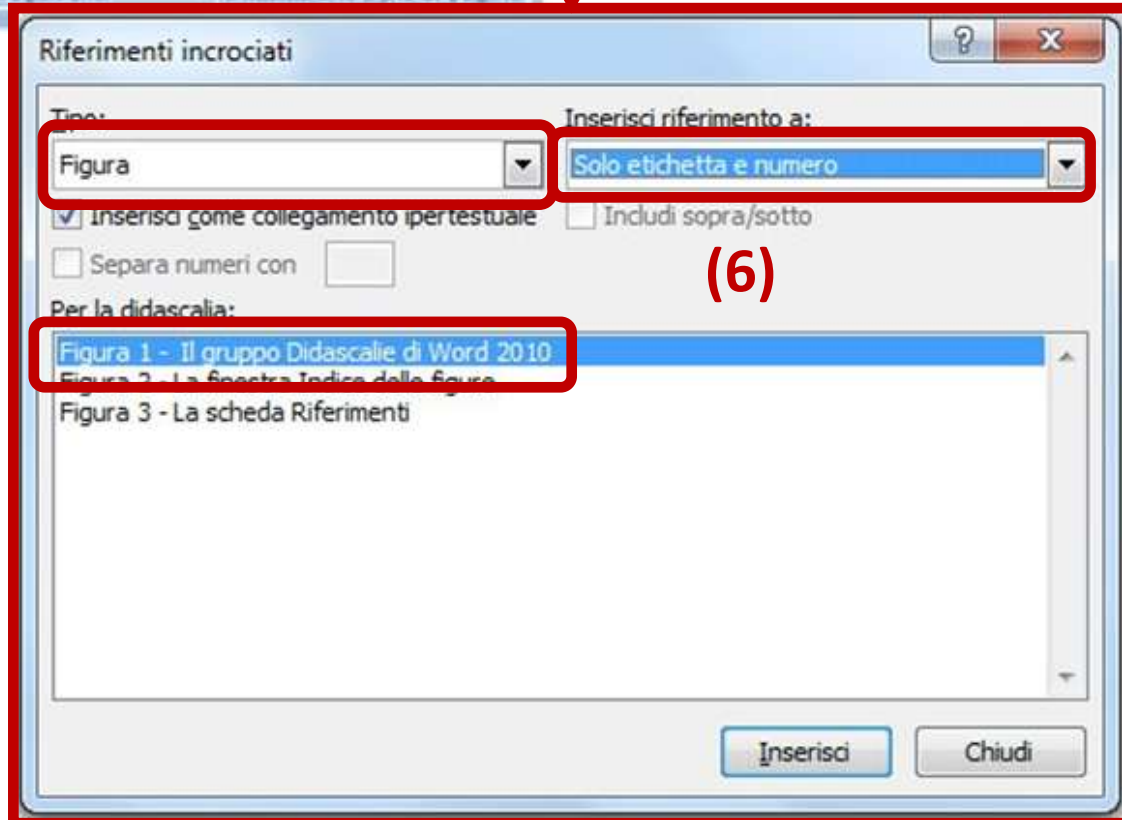 Riferimenti incrociati
Tipo: Inserisci riferimento a:
Figura Solo etichetta e numero
Inserisci come collegamento ipertestuale Includi sopra/sotto
Separa numeri con
(6)
Per la didascalia:
Figura 1 - Il gruppo Didascalie di Word 2010
Figura 2 - La finestra Indice delle figure
Figura 3 - La scheda Riferimenti
Inserisci Chiudi